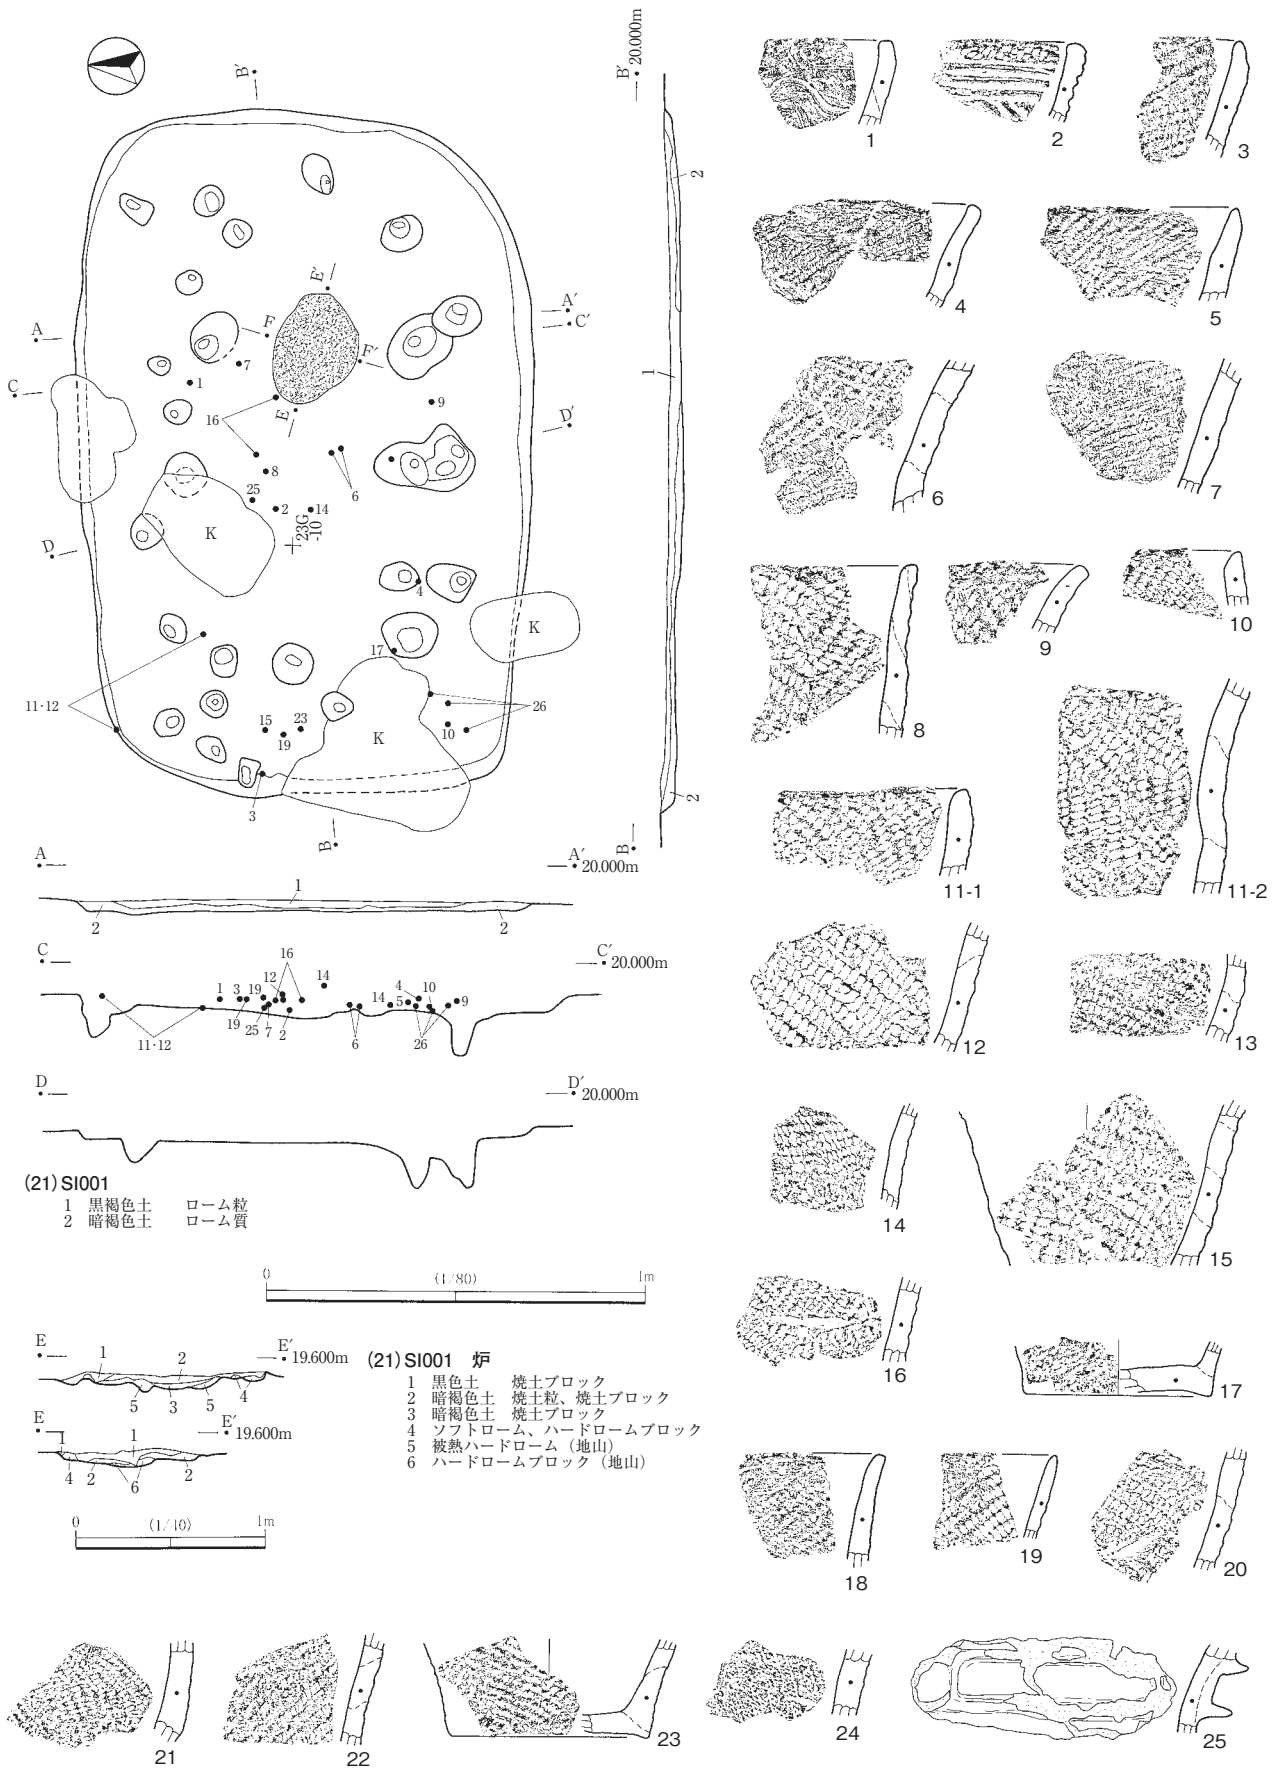 B′
B′
20.000m
2
E′
A
A′
C′
F
F′
7
1
C
1
9
16
E
D′
8
6
25
2
14
23G
-10
K
D
4
K
17
11・12
26
15
23
19
10
K
3
2
B
B
A
A′ 20.000m
1
2
2
C
C′
20.000m
16
14
1
3
19
12
14
5
4
10
9
11・12
19
25
7
2
6
26
D
D′
20.000m
(21) SI001
1 黒褐色土 ローム粒
2 暗褐色土 ローム質
0 (1/80) 1m
E
E′
19.600m
1
2
5
3
5
4
E
E′
19.600m
1
1
4
2
6
2
(21) SI001 炉
1 黒色土 焼土ブロック
2 暗褐色土 焼土粒、焼土ブロック
3 暗褐色土 焼土ブロック
4 ソフトローム、ハードロームブロック
5 被熱ハードローム（地山）
6 ハードロームブロック（地山）
0 (1/40) 1m
1
2
3
4
5
6
7
8
9
10
11-1
11-2
12
13
14
15
16
17
18
19
20
21
22
23
24
25